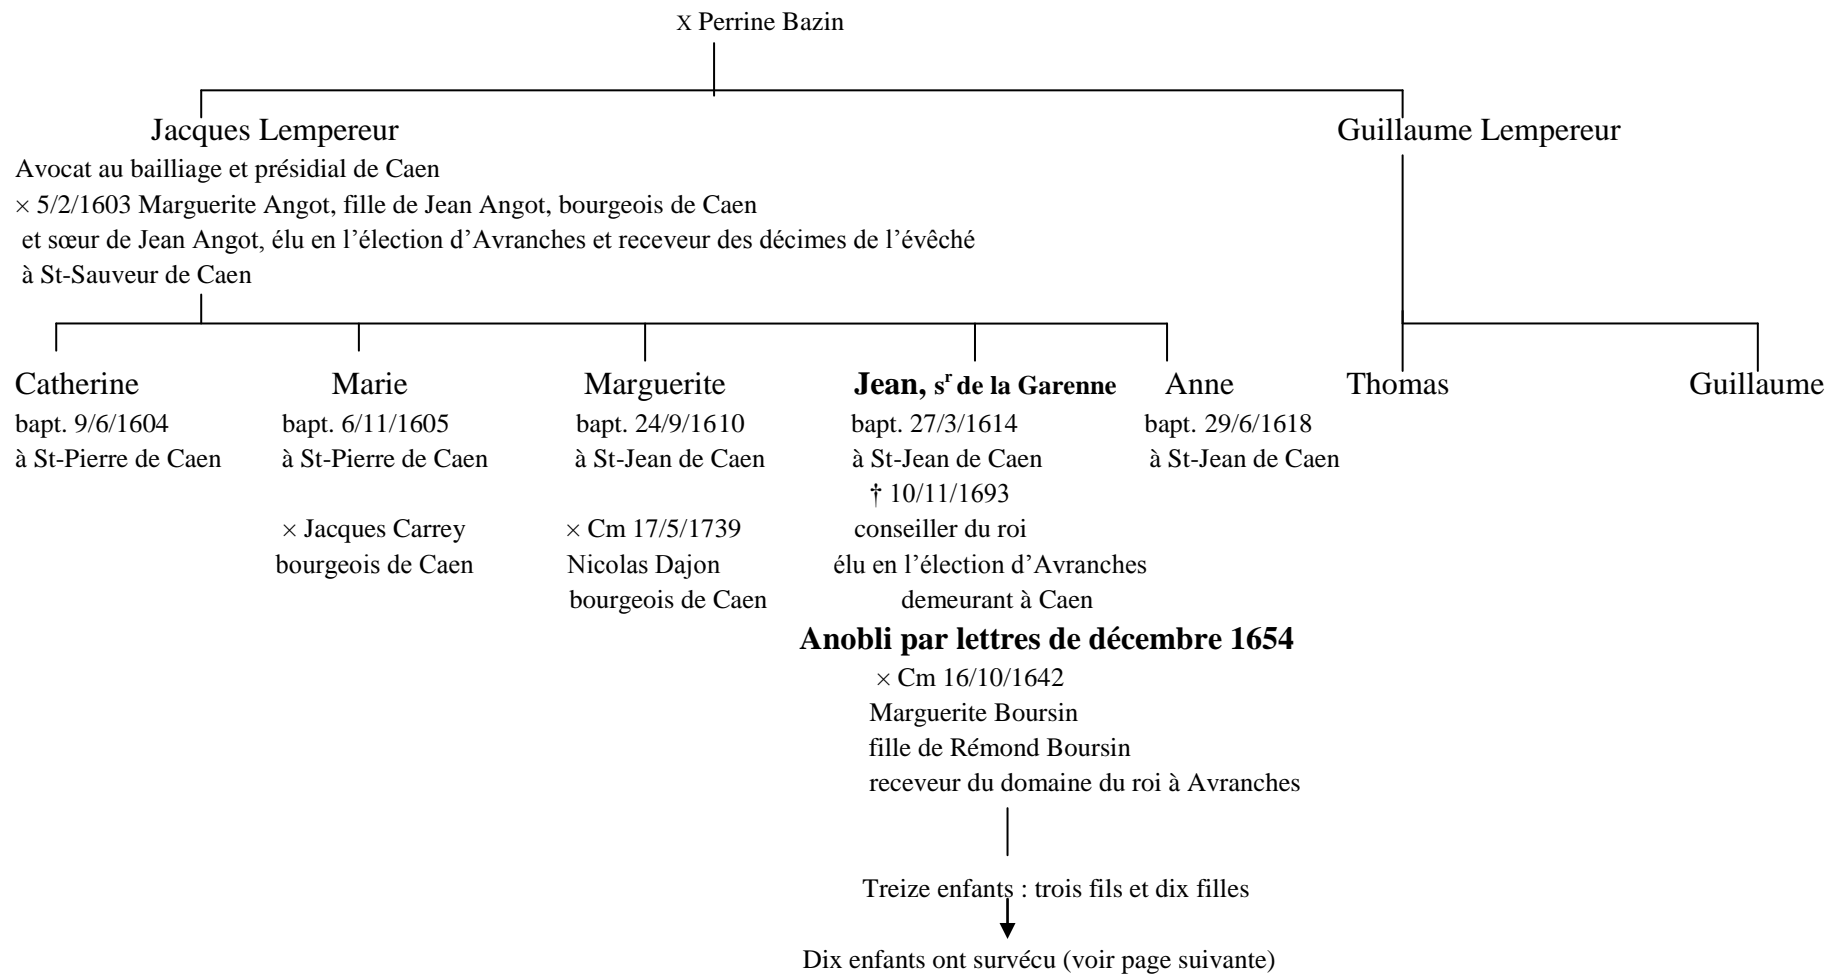 x Perrine Bazin
Jacques Lempereur
Guillaume Lempereur
Avocat au bailliage et présidial de Caen
× 5/2/1603 Marguerite Angot, fille de Jean Angot, bourgeois de Caen
et sœur de Jean Angot, élu en l’élection d’Avranches et receveur des décimes de l’évêché
à St-Sauveur de Caen
Catherine
bapt. 9/6/1604
à St-Pierre de Caen
Marie
bapt. 6/11/1605
à St-Pierre de Caen
× Jacques Carrey
bourgeois de Caen
Marguerite
bapt. 24/9/1610
à St-Jean de Caen
× Cm 17/5/1739
Nicolas Dajon
bourgeois de Caen
Jean, sr de la Garenne
bapt. 27/3/1614
à St-Jean de Caen
† 10/11/1693
conseiller du roi
élu en l’élection d’Avranches
demeurant à Caen
Anobli par lettres de décembre 1654
× Cm 16/10/1642
Marguerite Boursin
fille de Rémond Boursin
receveur du domaine du roi à Avranches
Treize enfants : trois fils et dix filles
Dix enfants ont survécu (voir page suivante)
Anne
bapt. 29/6/1618
à St-Jean de Caen
Thomas
Guillaume